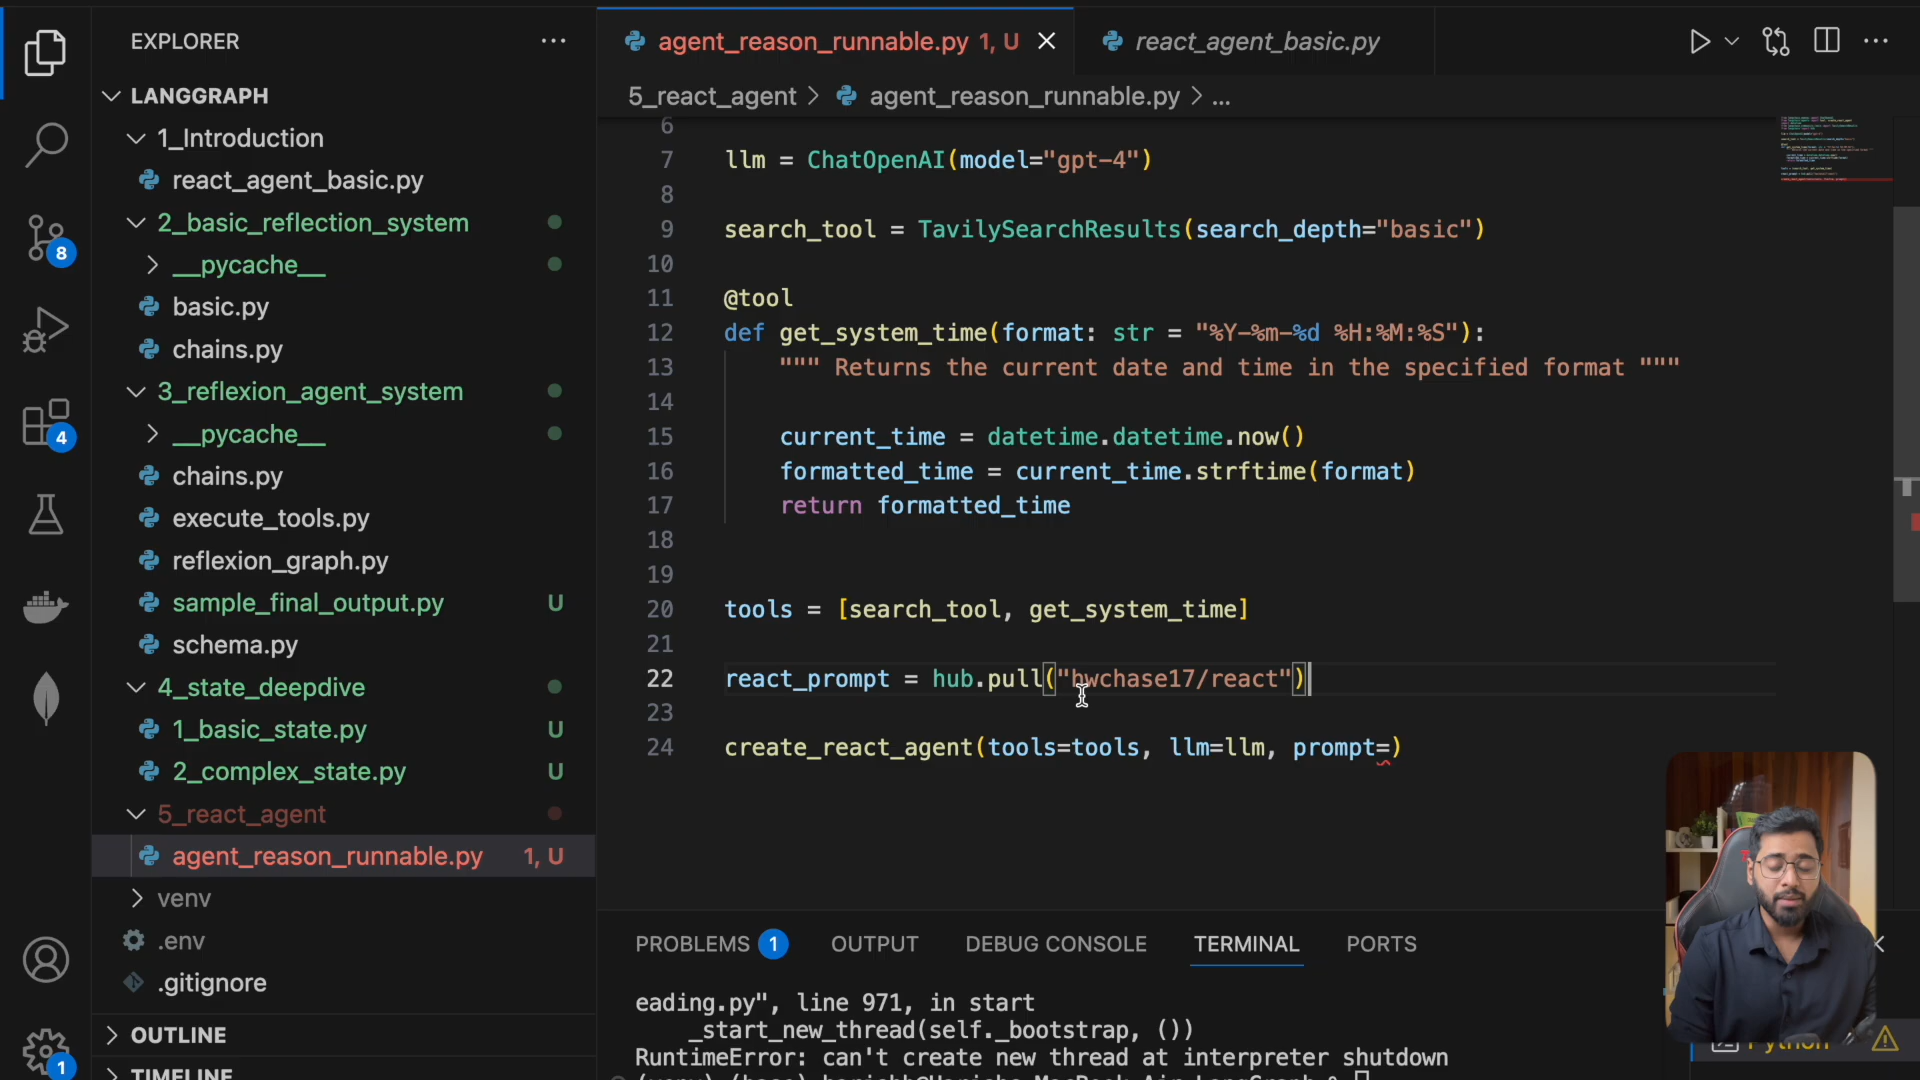 EXPLORER
LANGGRAPH
1_Introduction
react_agent_basic.py
2_basic_reflection_system
__pycache__
basic.py
chains.py
3_reflexion_agent_system
__pycache__
chains.py
execute_tools.py
reflexion_graph.py
sample_final_output.py U
schema.py
4_state_deepdive
1_basic_state.py U
2_complex_state.py U
5_react_agent
agent_reason_runnable.py 1, U
venv
.env
.gitignore
OUTLINE
TIMELINE
8
4
1
agent_reason_runnable.py 1, U
react_agent_basic.py
5_react_agent > agent_reason_runnable.py > ...
6
7 llm = ChatOpenAI(model="gpt-4")
8
9 search_tool = TavilySearchResults(search_depth="basic")
10
11 @tool
12 def get_system_time(format: str = "%Y-%m-%d %H:%M:%S"):
13 """ Returns the current date and time in the specified format """
14
15 current_time = datetime.datetime.now()
16 formatted_time = current_time.strftime(format)
17 return formatted_time
18
19
20 tools = [search_tool, get_system_time]
21
22 react_prompt = hub.pull("hwchase17/react")
23
24 create_react_agent(tools=tools, llm=llm, prompt=)
PROBLEMS 1 OUTPUT DEBUG CONSOLE TERMINAL PORTS
eading.py", line 971, in start
_start_new_thread(self._bootstrap, ())
RuntimeError: can't create new thread at interpreter shutdown
Python